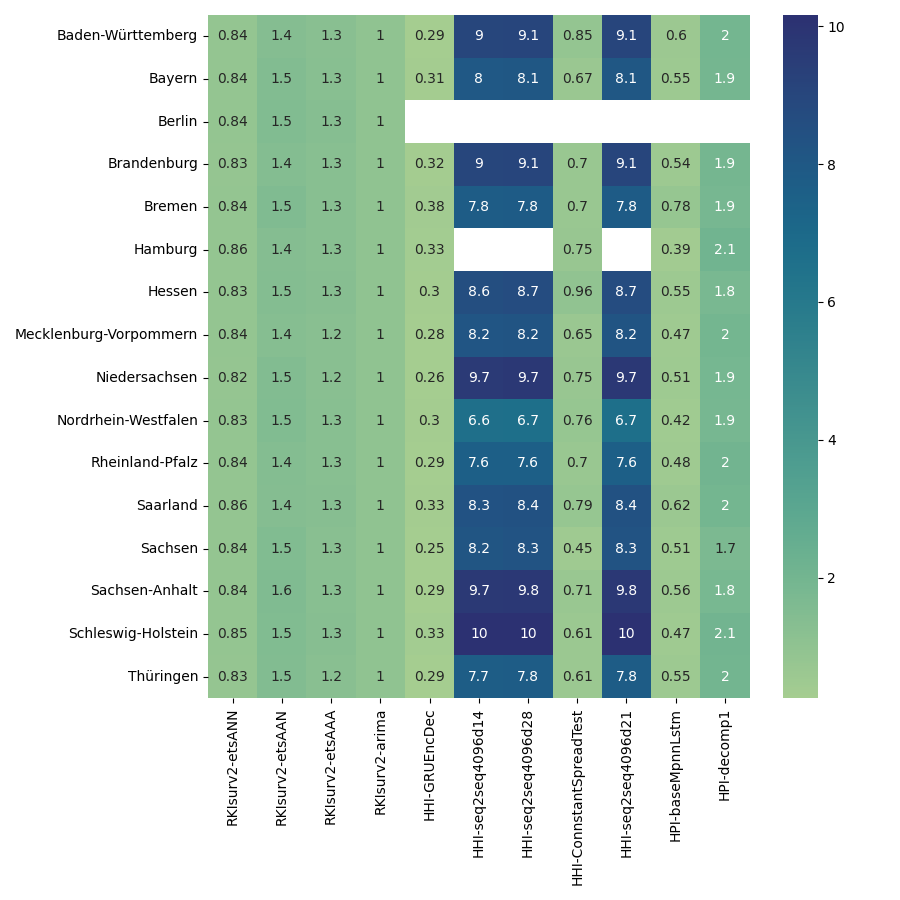 Baden-Württemberg 0.84 1.4 1.3 1 0.29 9 9.1 0.85 9.1 0.6 2
Bayern 0.84 1.5 1.3 1 0.31 8 8.1 0.67 8.1 0.55 1.9
Berlin 0.84 1.5 1.3 1
Brandenburg 0.83 1.4 1.3 1 0.32 9 9.1 0.7 9.1 0.54 1.9
Bremen 0.84 1.5 1.3 1 0.38 7.8 7.8 0.7 7.8 0.78 1.9
Hamburg 0.86 1.4 1.3 1 0.33 0.75 0.39 2.1
Hessen 0.83 1.5 1.3 1 0.3 8.6 8.7 0.96 8.7 0.55 1.8
Mecklenburg-Vorpommern 0.84 1.4 1.2 1 0.28 8.2 8.2 0.65 8.2 0.47 2
Niedersachsen 0.82 1.5 1.2 1 0.26 9.7 9.7 0.75 9.7 0.51 1.9
Nordrhein-Westfalen 0.83 1.5 1.3 1 0.3 6.6 6.7 0.76 6.7 0.42 1.9
Rheinland-Pfalz 0.84 1.4 1.3 1 0.29 7.6 7.6 0.7 7.6 0.48 2
Saarland 0.86 1.4 1.3 1 0.33 8.3 8.4 0.79 8.4 0.62 2
Sachsen 0.84 1.5 1.3 1 0.25 8.2 8.3 0.45 8.3 0.51 1.7
Sachsen-Anhalt 0.84 1.6 1.3 1 0.29 9.7 9.8 0.71 9.8 0.56 1.8
Schleswig-Holstein 0.85 1.5 1.3 1 0.33 10 10 0.61 10 0.47 2.1
Thüringen 0.83 1.5 1.2 1 0.29 7.7 7.8 0.61 7.8 0.55 2
RKIsurv2-etsANN
RKIsurv2-etsAAN
RKIsurv2-etsAAA
RKIsurv2-arima
HHI-GRUEncDec
HHI-seq2seq4096d14
HHI-seq2seq4096d28
HHI-ConnstantSpreadTest
HHI-seq2seq4096d21
HPI-baseMpnnLstm
HPI-decomp1
10
8
6
4
2